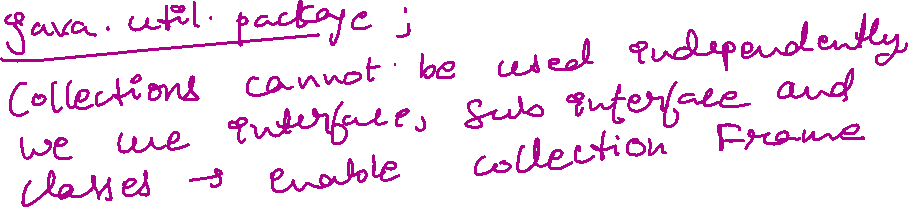 java.util.package;
Collections cannot be used independently,
we use interface, Sub interface and
classes → enable collection Frame